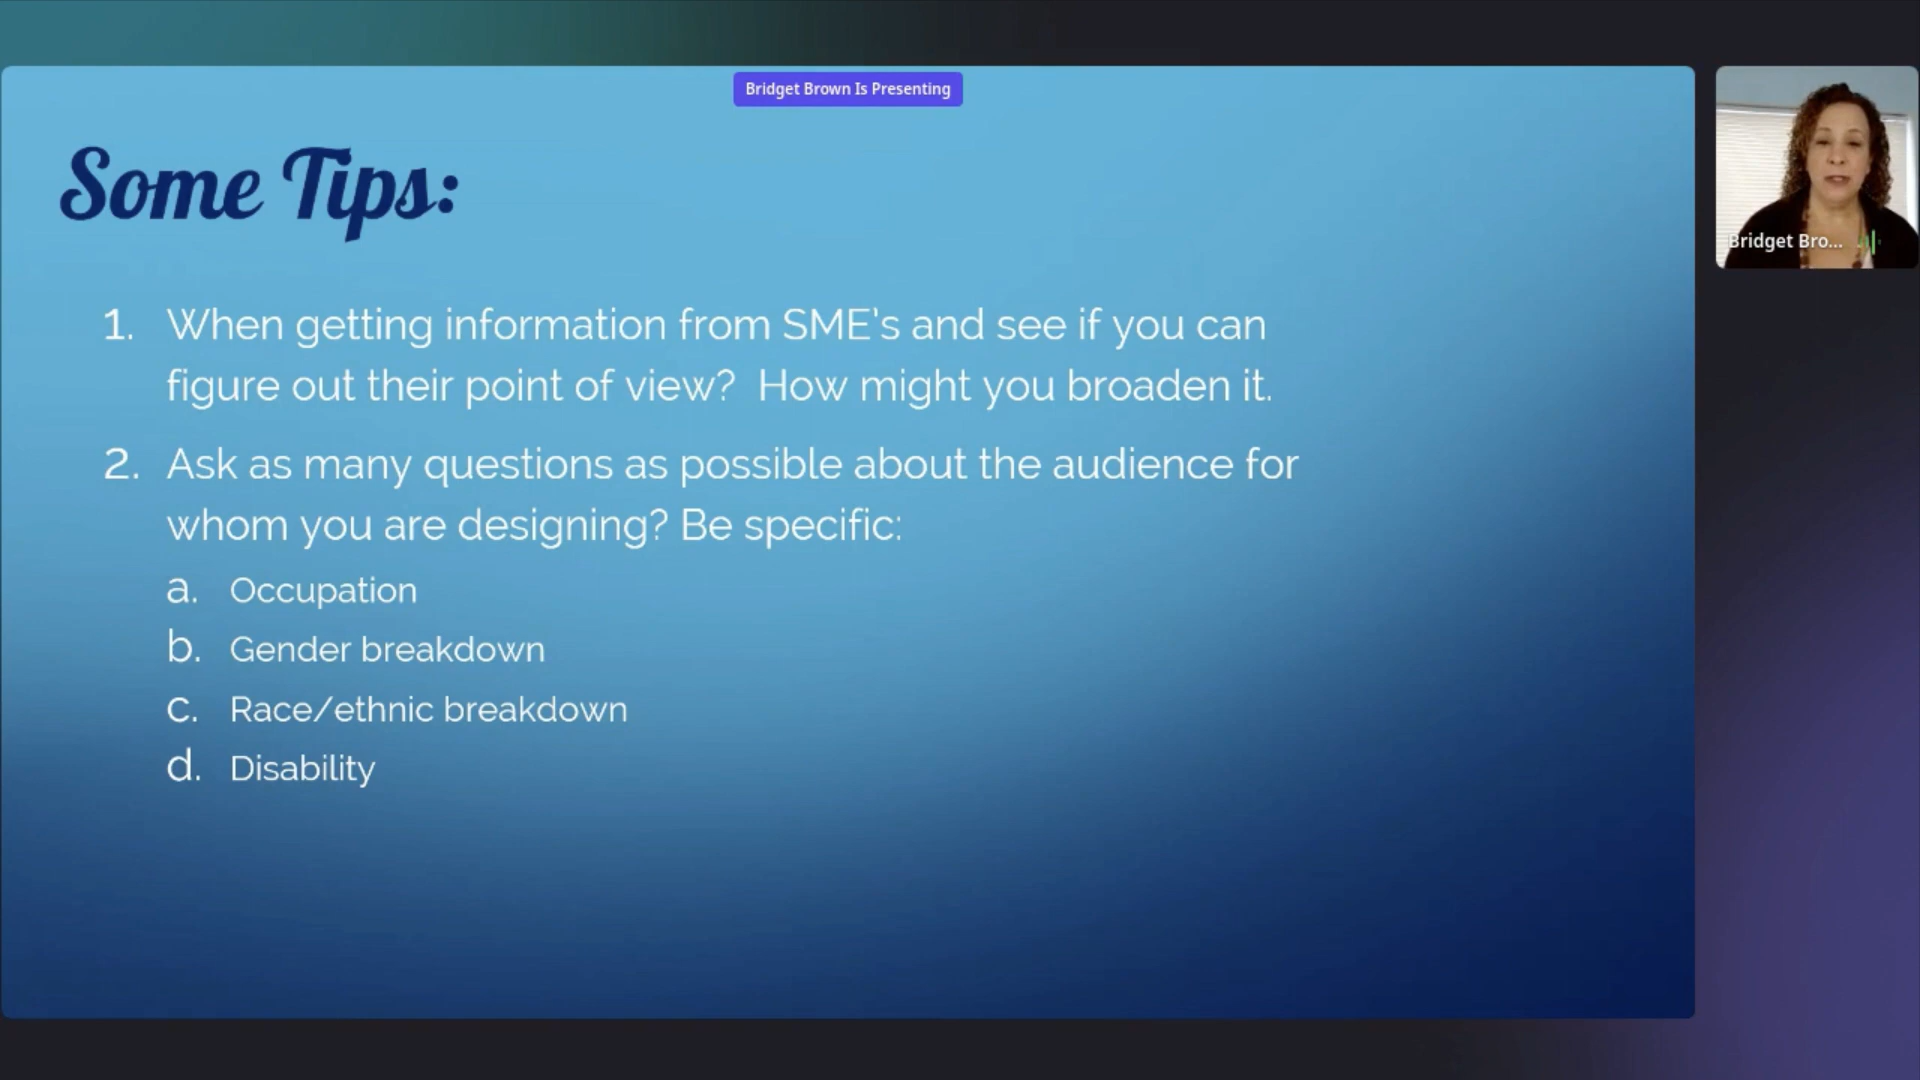 Bridget Brown Is Presenting
Some Tips:
1. When getting information from SME's and see if you can
figure out their point of view?  How might you broaden it.
2. Ask as many questions as possible about the audience for
whom you are designing? Be specific:
a. Occupation
b. Gender breakdown
c. Race/ethnic breakdown
d. Disability
Bridget Bro...